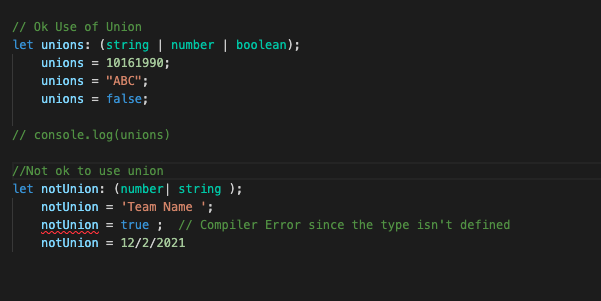 // Ok Use of Union
let unions: (string | number | boolean);
    unions = 10161990;
    unions = "ABC";
    unions = false;
// console.log(unions)
//Not ok to use union
let notUnion: (number| string );
    notUnion = 'Team Name ';
    notUnion = true ;  // Compiler Error since the type isn't defined
    notUnion = 12/2/2021